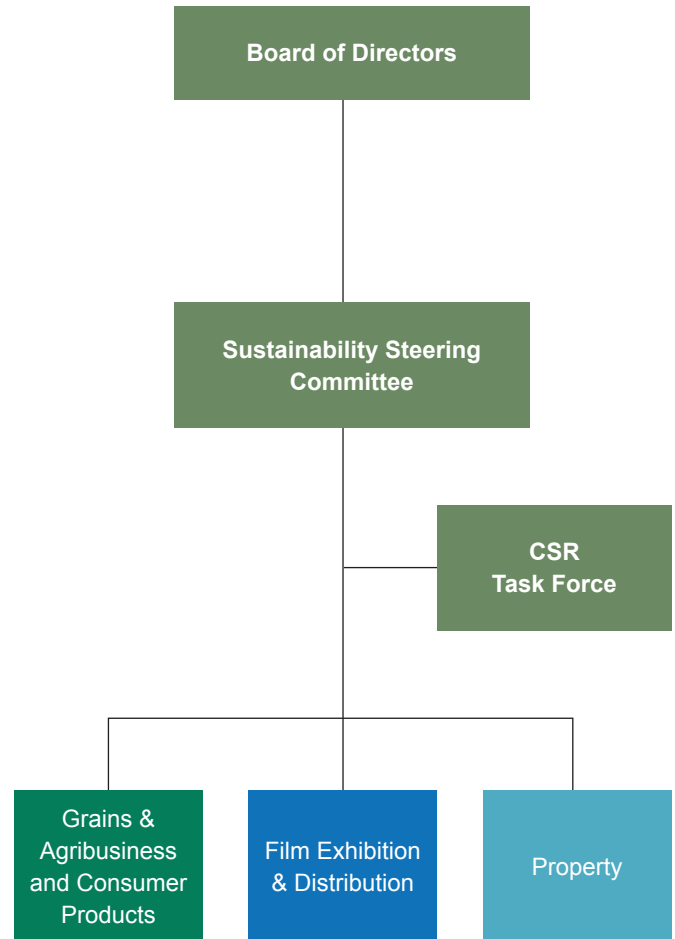 Board of Directors
Sustainability Steering
Committee
CSR
Task Force
Grains &
Agribusiness
and Consumer
Products
Film Exhibition
& Distribution
Property